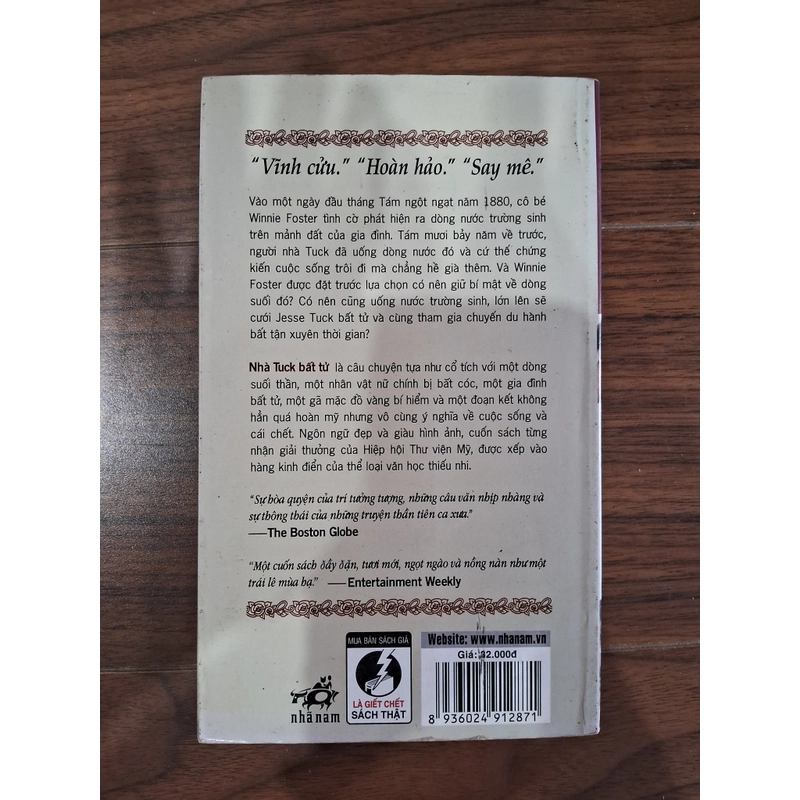 “Vĩnh cửu.” “Hoàn hảo.” “Say mê.”
Vào một ngày đầu tháng Tám ngột ngạt năm 1880, cô bé
Winnie Foster tình cờ phát hiện ra dòng nước trường sinh
trên mảnh đất của gia đình. Tám mươi bảy năm về trước,
người nhà Tuck đã uống dòng nước đó và cứ thế chứng
kiến cuộc sống trôi đi mà chẳng hề già thêm. Và Winnie
Foster được đặt trước lựa chọn có nên giữ bí mật về dòng
suối đó? Có nên cũng uống nước trường sinh, lớn lên sẽ
cưới Jesse Tuck bất tử và cùng tham gia chuyến du hành
bất tận xuyên thời gian?
Nhà Tuck bất tử là câu chuyện tựa như cổ tích với một dòng
suối thần, một nhân vật nữ chính bị bắt cóc, một gia đình
bất tử, một gã mặc đồ vàng bí hiểm và một đoạn kết không
hẳn quá hoàn mỹ nhưng vô cùng ý nghĩa về cuộc sống và
cái chết. Ngôn ngữ đẹp và giàu hình ảnh, cuốn sách từng
nhận giải thưởng của Hiệp hội Thư viện Mỹ, được xếp vào
hàng kinh điển của thể loại văn học thiếu nhi.
“Sự hòa quyện của trí tưởng tượng, những câu văn nhịp nhàng và
sự thông thái của những truyện thần tiên ca xưa.”
—The Boston Globe
“Một cuốn sách đầy đặn, tươi mới, ngọt ngào và nồng nàn như một
trái lê mùa hạ.” —Entertainment Weekly
nhã nam
MUA BÁN SÁCH GIẢ
LÀ GIẾT CHẾT
SÁCH THẬT
Website: www.nhanam.vn
Giá: 32.000đ
8 936024 912871